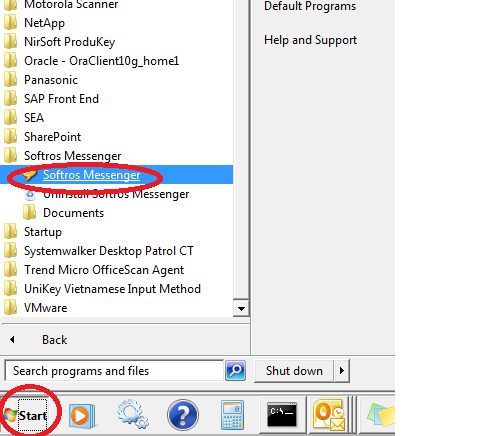 Motorola Scanner
NetApp
NirSoft ProduKey
Oracle - OraClient10g_home1
Panasonic
SAP Front End
SEA
SharePoint
Softros Messenger
Softros Messenger
Uninstall Softros Messenger
Documents
Startup
Systemwalker Desktop Patrol CT
Trend Micro OfficeScan Agent
UniKey Vietnamese Input Method
VMware
Back
Search programs and files
Default Programs
Help and Support
Shut down
Start
C:\.